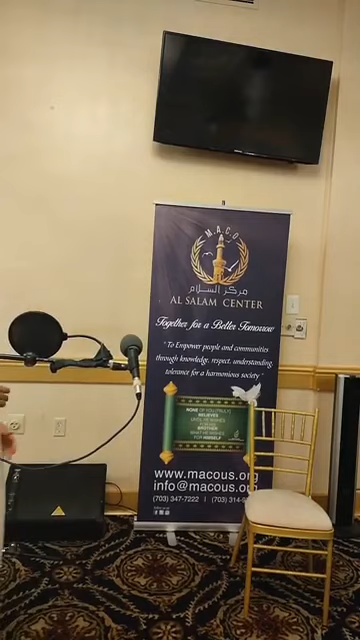 M.A.C.O
مركز السلام
AL SALAM CENTER
Together for a Better Tomorrow
"To Empower people and communities
through knowledge, respect, understanding,
tolerance for a harmonious society"
NONE OF YOU (TRULY)
BELIEVES
UNTIL HE WISHES
FOR HIS
BROTHER
WHAT HE WISHES
FOR HIMSELF
www.macous.org
info@macous.org
(703) 347-7222 | (703) 314-